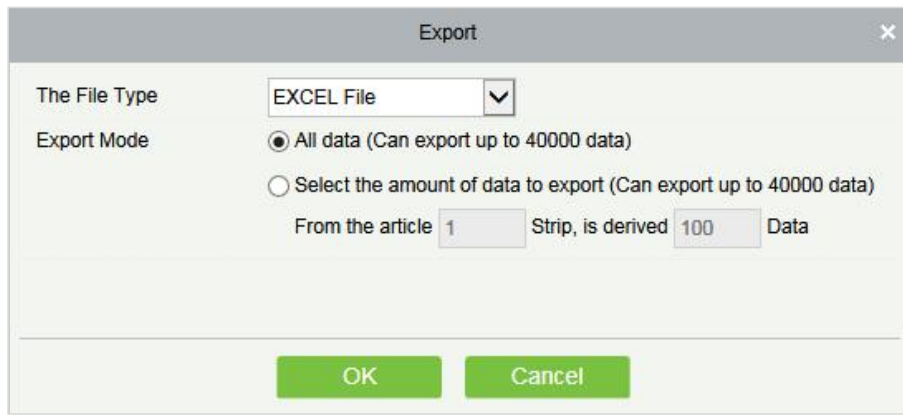 Export
The File Type EXCEL File
Export Mode All data (Can export up to 40000 data)
Select the amount of data to export (Can export up to 40000 data)
From the article 1 Strip, is derived 100 Data
OK Cancel